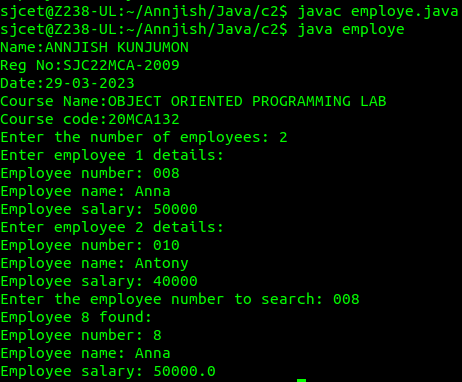 sjcet@Z238-UL:~/Annjish/Java/c2$ javac employe.java
sjcet@Z238-UL:~/Annjish/Java/c2$ java employe
Name:ANNJISH KUNJUMON
Reg No:SJC22MCA-2009
Date:29-03-2023
Course Name:OBJECT ORIENTED PROGRAMMING LAB
Course code:20MCA132
Enter the number of employees: 2
Enter employee 1 details:
Employee number: 008
Employee name: Anna
Employee salary: 50000
Enter employee 2 details:
Employee number: 010
Employee name: Antony
Employee salary: 40000
Enter the employee number to search: 008
Employee 8 found:
Employee number: 8
Employee name: Anna
Employee salary: 50000.0